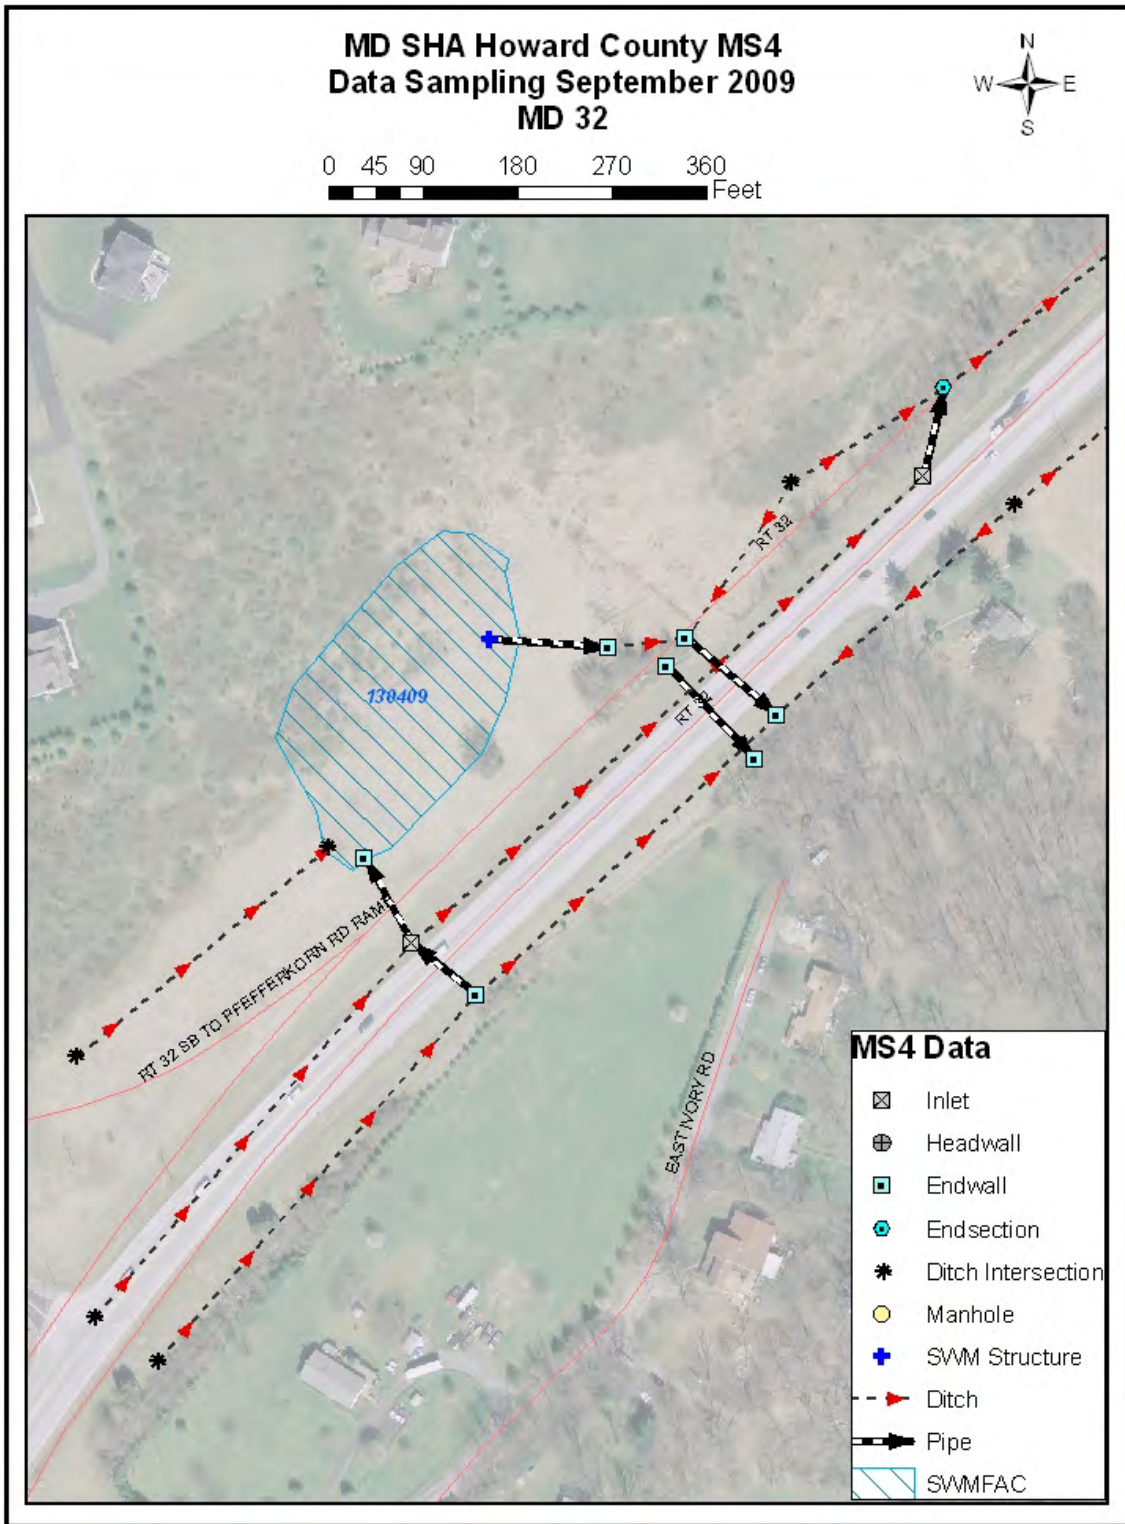 MD SHA Howard County MS4
Data Sampling September 2009
MD 32
N
W E
S
0 45 90 180 270 360
Feet
RT 32
130409
RT 32
RT 32 SB TO PFEFFERKORN RD RAMP
EAST IVORY RD
MS4 Data
Inlet
Headwall
Endwall
Endsection
Ditch Intersection
Manhole
SWM Structure
Ditch
Pipe
SWMFAC